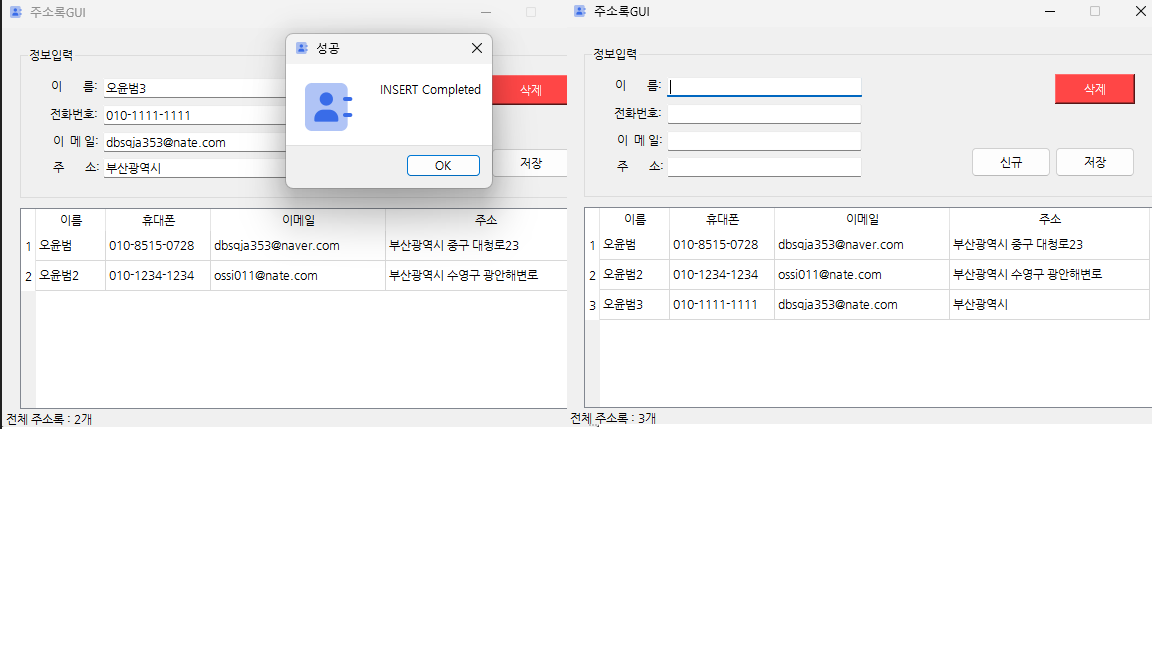 주소록GUI
정보입력
이 름: 오윤범3
전화번호: 010-1111-1111
이 메 일: dbsqja353@nate.com
주 소: 부산광역시
삭제
저장
성공
INSERT Completed
OK
이름 휴대폰 이메일 주소
1 오윤범 010-8515-0728 dbsqja353@naver.com 부산광역시 중구 대청로23
2 오윤범2 010-1234-1234 ossi011@nate.com 부산광역시 수영구 광안해변로
전체 주소록 : 2개
주소록GUI
정보입력
이 름:
전화번호:
이 메 일:
주 소:
삭제
신규 저장
이름 휴대폰 이메일 주소
1 오윤범 010-8515-0728 dbsqja353@naver.com 부산광역시 중구 대청로23
2 오윤범2 010-1234-1234 ossi011@nate.com 부산광역시 수영구 광안해변로
3 오윤범3 010-1111-1111 dbsqja353@nate.com 부산광역시
전체 주소록 : 3개